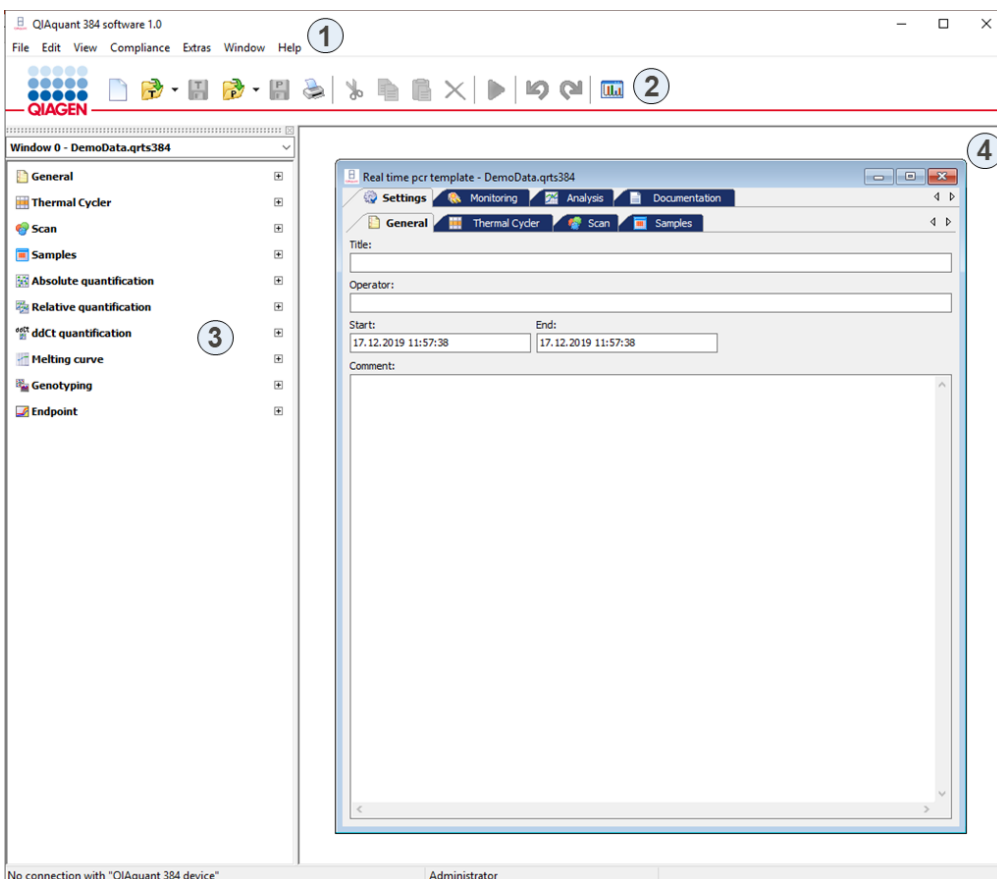 QIAquant 384 software 1.0
File Edit View Compliance Extras Window Help
1
QIAGEN
T T P P
2
Window 0 - DemoData.qrts384
General
Thermal Cycler
Scan
Samples
Absolute quantification
Relative quantification
ddCt quantification
3
Melting curve
Genotyping
Endpoint
4
Real time pcr template - DemoData.qrts384
Settings Monitoring Analysis Documentation
General Thermal Cycler Scan Samples
Title:
Operator:
Start: End:
17.12.2019 11:57:38 17.12.2019 11:57:38
Comment:
No connection with "QIAquant 384 device" Administrator